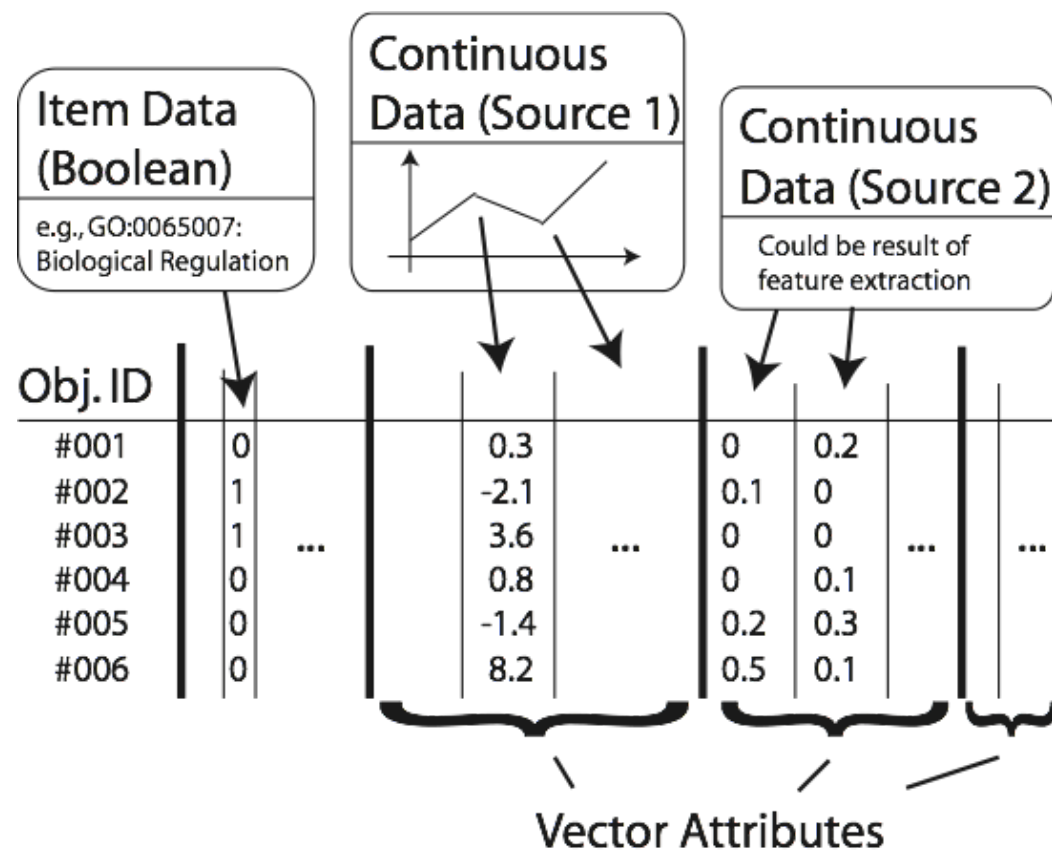 Item Data
(Boolean)
e.g., GO:0065007:
Biological Regulation
Continuous
Data (Source 1)
Continuous
Data (Source 2)
Could be result of
feature extraction
Obj. ID
#001 0 0.3 0 0.2
#002 1 -2.1 0.1 0
#003 1 ... 3.6 ... 0 0 ... ...
#004 0 0.8 0 0.1
#005 0 -1.4 0.2 0.3
#006 0 8.2 0.5 0.1
Vector Attributes